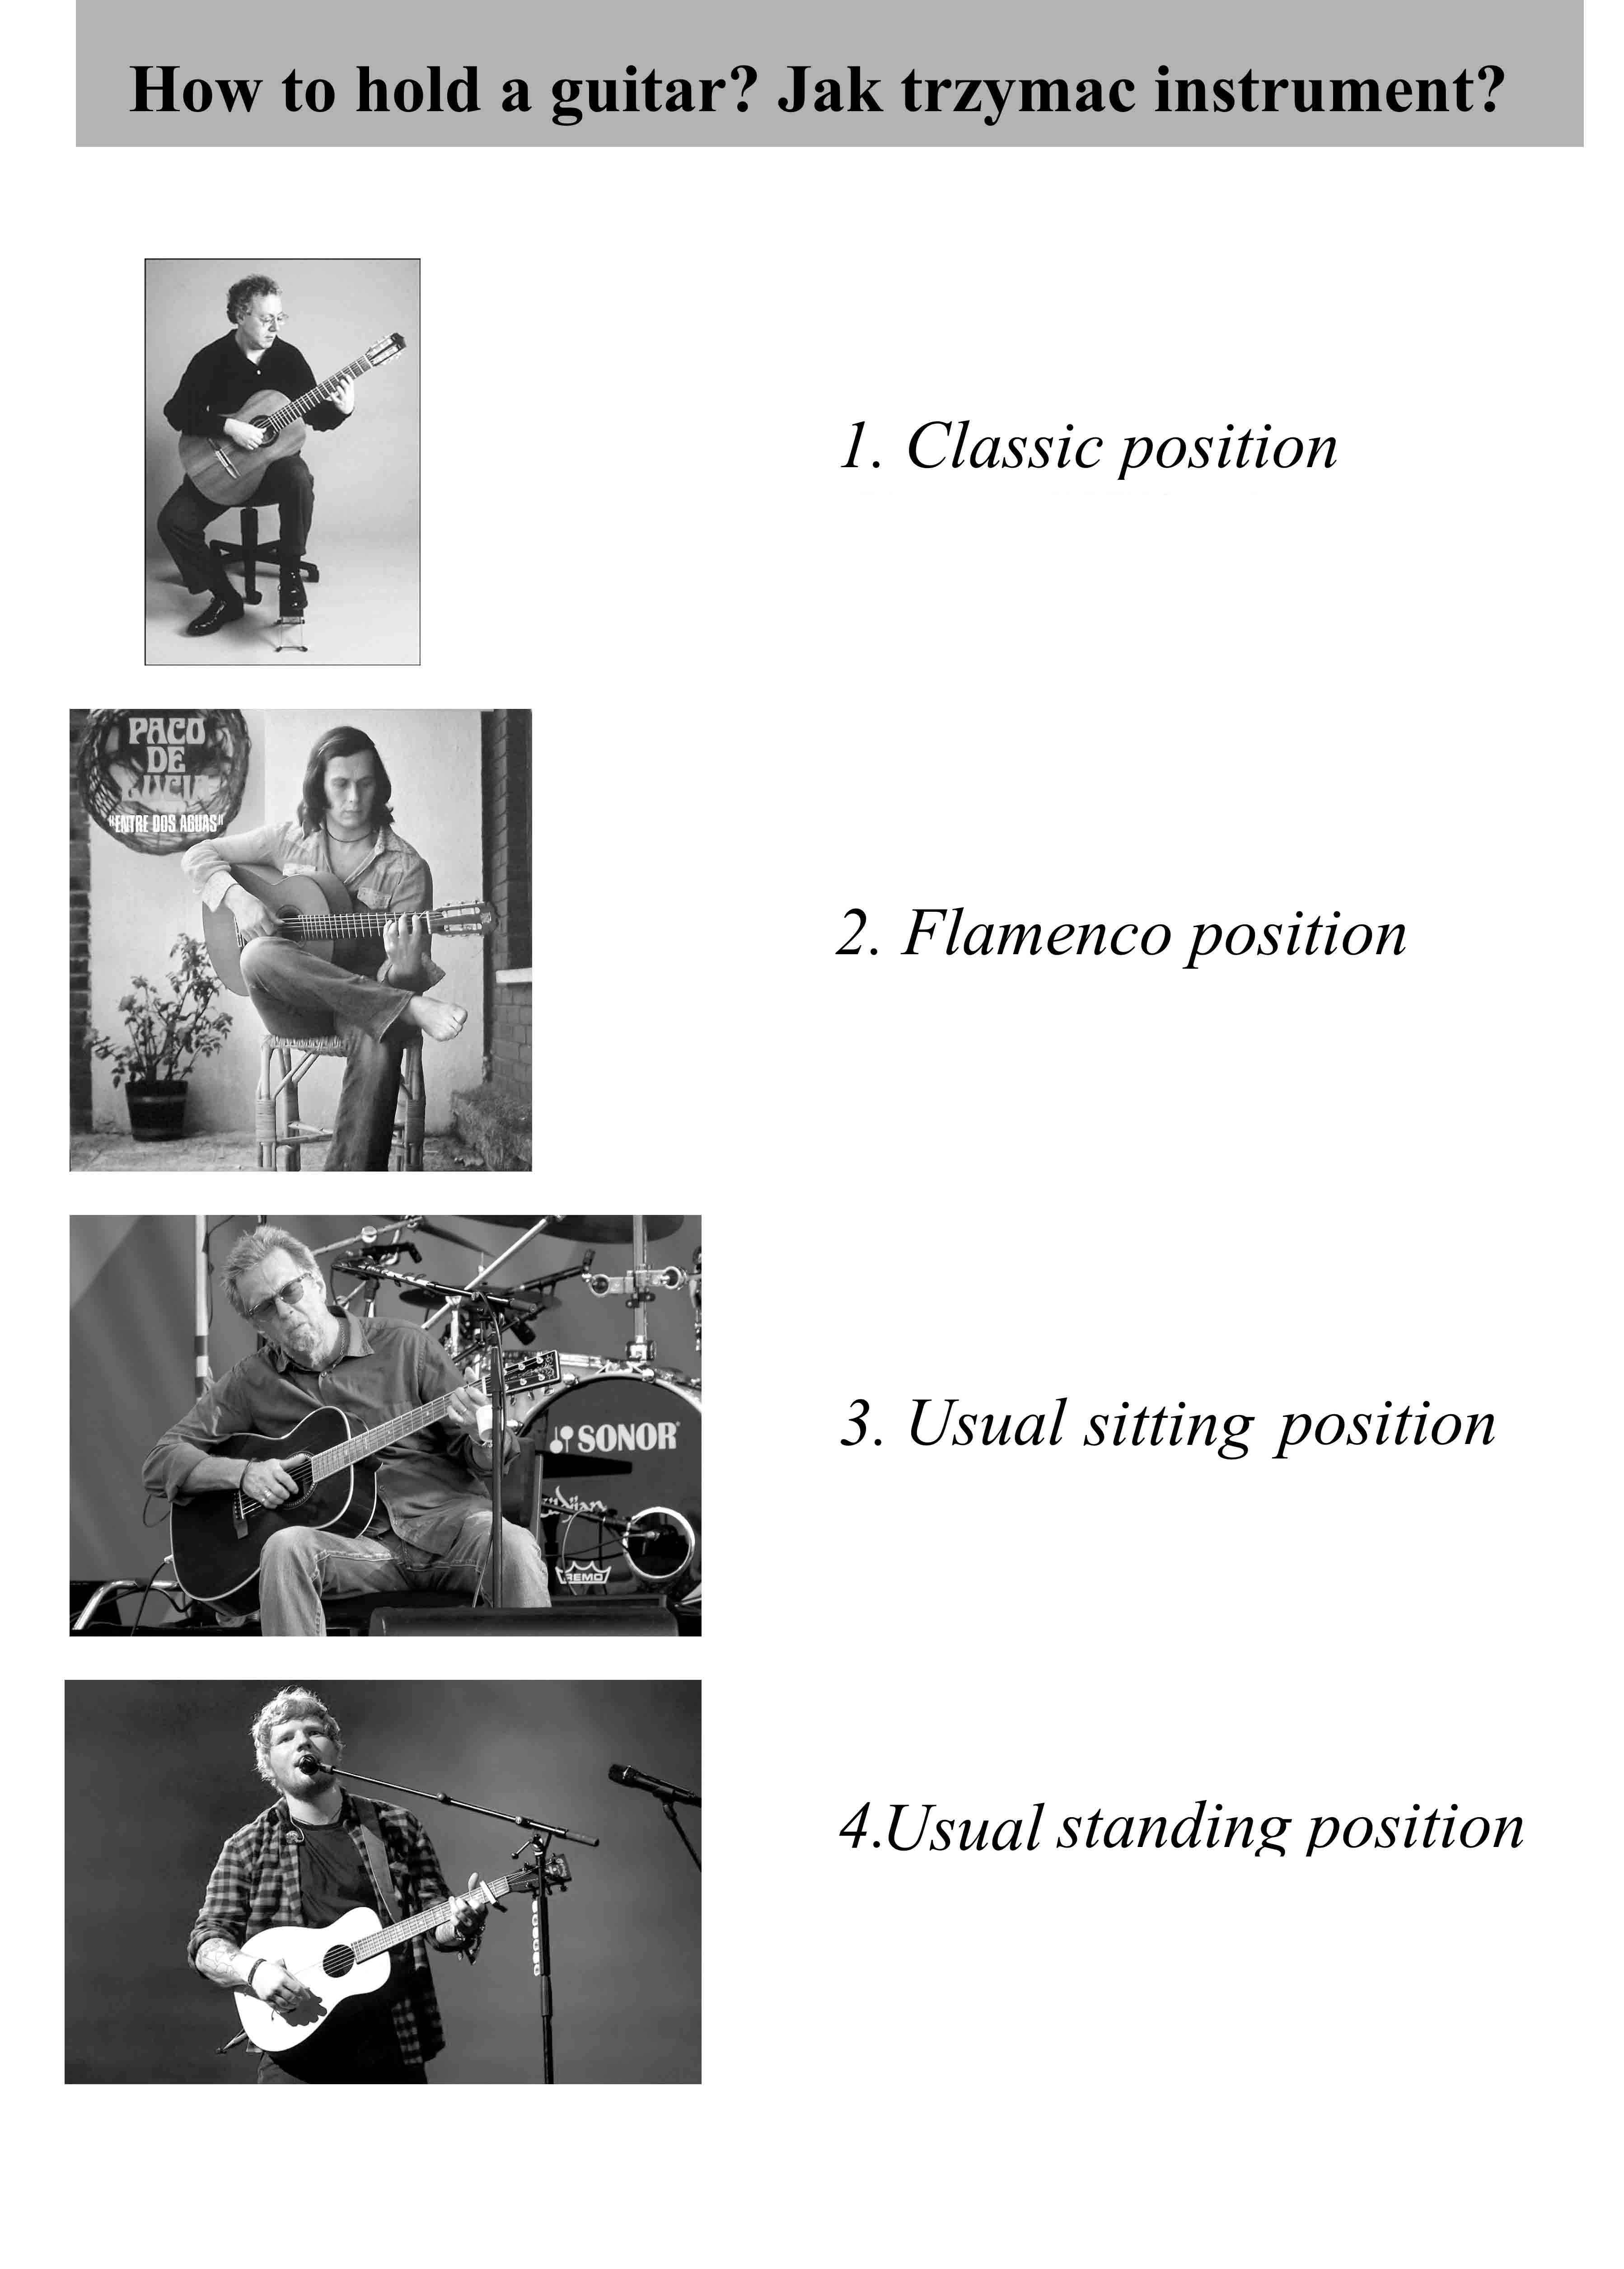 How to hold a guitar? Jak trzymac instrument?
1. Classic position
PACO
DE
LUCIA
"ENTRE DOS AGUAS"
2. Flamenco position
SONOR
REMO
3. Usual sitting position
4.Usual standing position